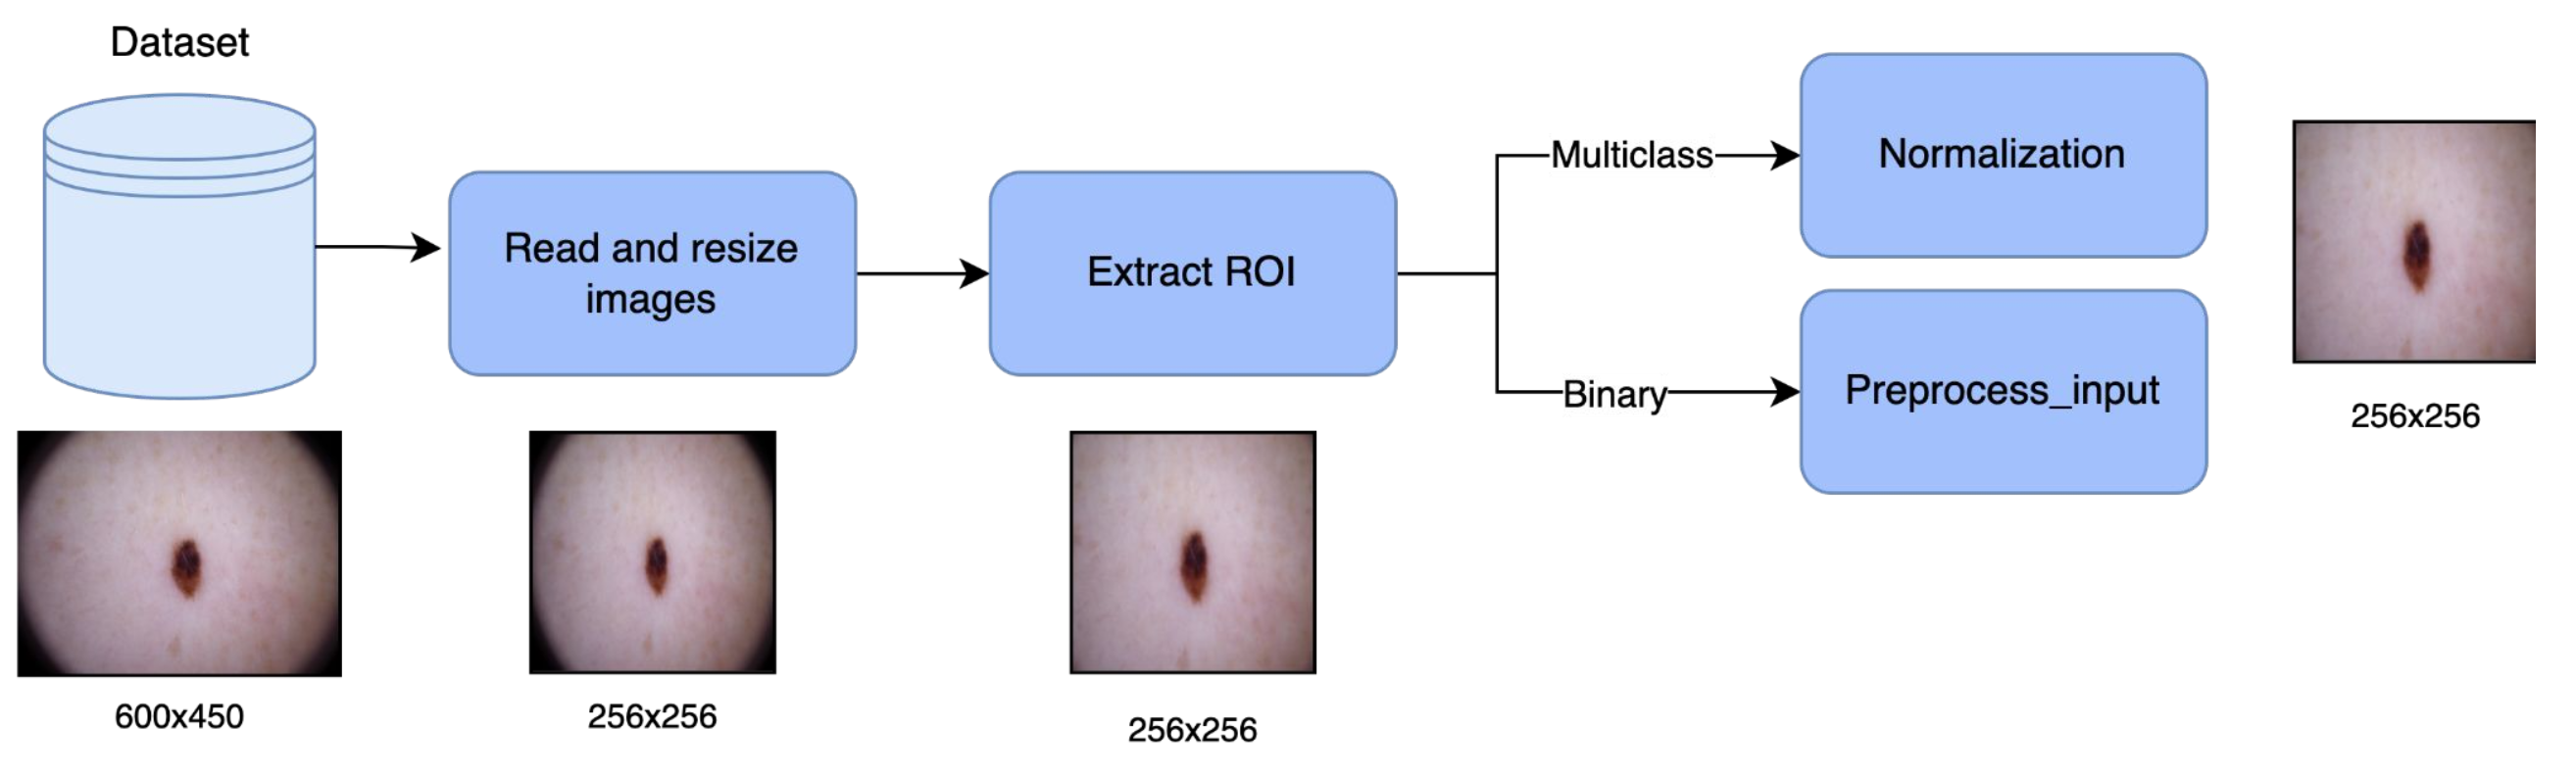 Dataset
600x450
Read and resize
images
256x256
Extract ROI
256x256
Multiclass
Normalization
Binary
Preprocess_input
256x256